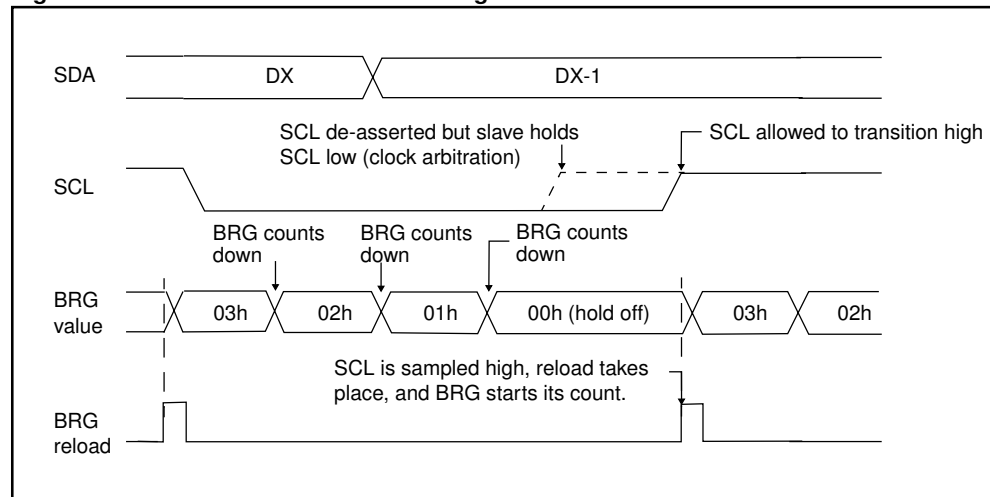 SDA
DX
DX-1
SCL de-asserted but slave holds
SCL low (clock arbitration)
SCL allowed to transition high
SCL
BRG counts
down
BRG counts
down
BRG counts
down
BRG
value
03h
02h
01h
00h (hold off)
03h
02h
SCL is sampled high, reload takes
place, and BRG starts its count.
BRG
reload